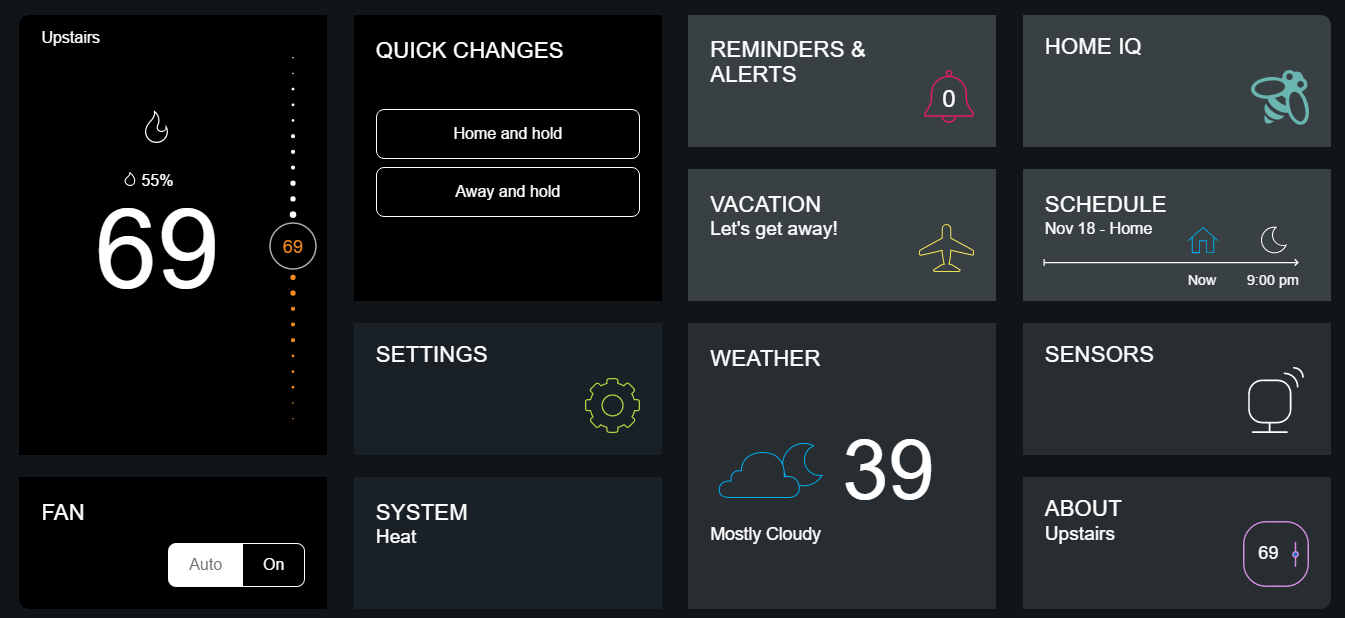 Upstairs
55%
69
69
FAN
Auto
On
QUICK CHANGES
Home and hold
Away and hold
SETTINGS
SYSTEM
Heat
REMINDERS &
ALERTS
0
VACATION
Let's get away!
WEATHER
39
Mostly Cloudy
HOME IQ
SCHEDULE
Nov 18 - Home
Now
9:00 pm
SENSORS
ABOUT
Upstairs
69